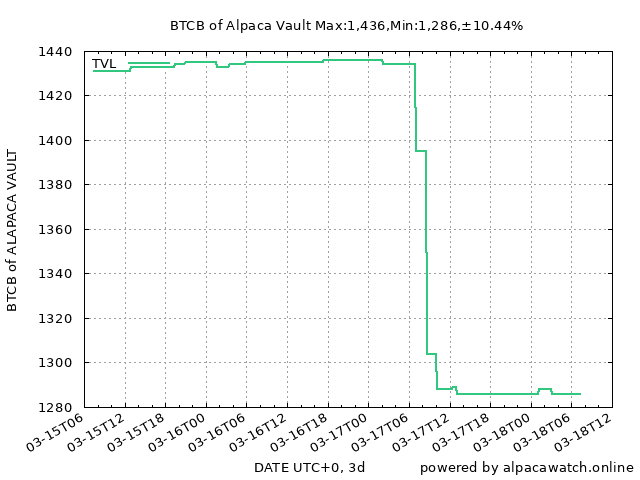 BTCB of Alpaca Vault Max:1,436,Min:1,286,±10.44%
TVL
1440
1420
1400
1380
1360
1340
1320
1300
1280
BTCB of ALAPACA VAULT
03-15T06
03-15T12
03-15T18
03-16T00
03-16T06
03-16T12
03-16T18
03-17T00
03-17T06
03-17T12
03-17T18
03-18T00
03-18T06
03-18T12
DATE UTC+0, 3d
powered by alpacawatch.online